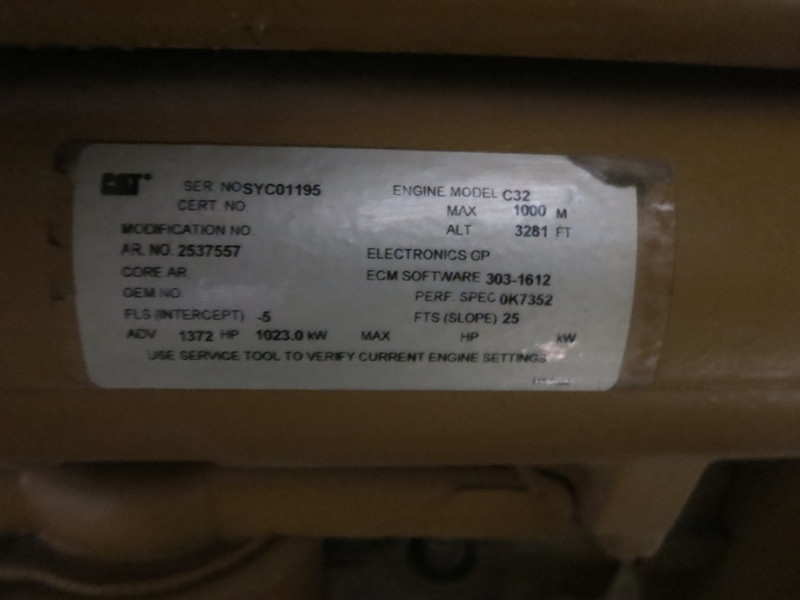 CAT SER. NO SYC01195 ENGINE MODEL C32
CERT. NO. MAX 1000 M
MODIFICATION NO. ALT 3281 FT
AR. NO. 2537557 ELECTRONICS GP
CORE AR ECM SOFTWARE 303-1612
OEM NO PERF. SPEC 0K7352
FLS (INTERCEPT) -5 FTS (SLOPE) 25
ADV 1372 HP 1023.0 kW MAX HP kW
USE SERVICE TOOL TO VERIFY CURRENT ENGINE SETTINGS